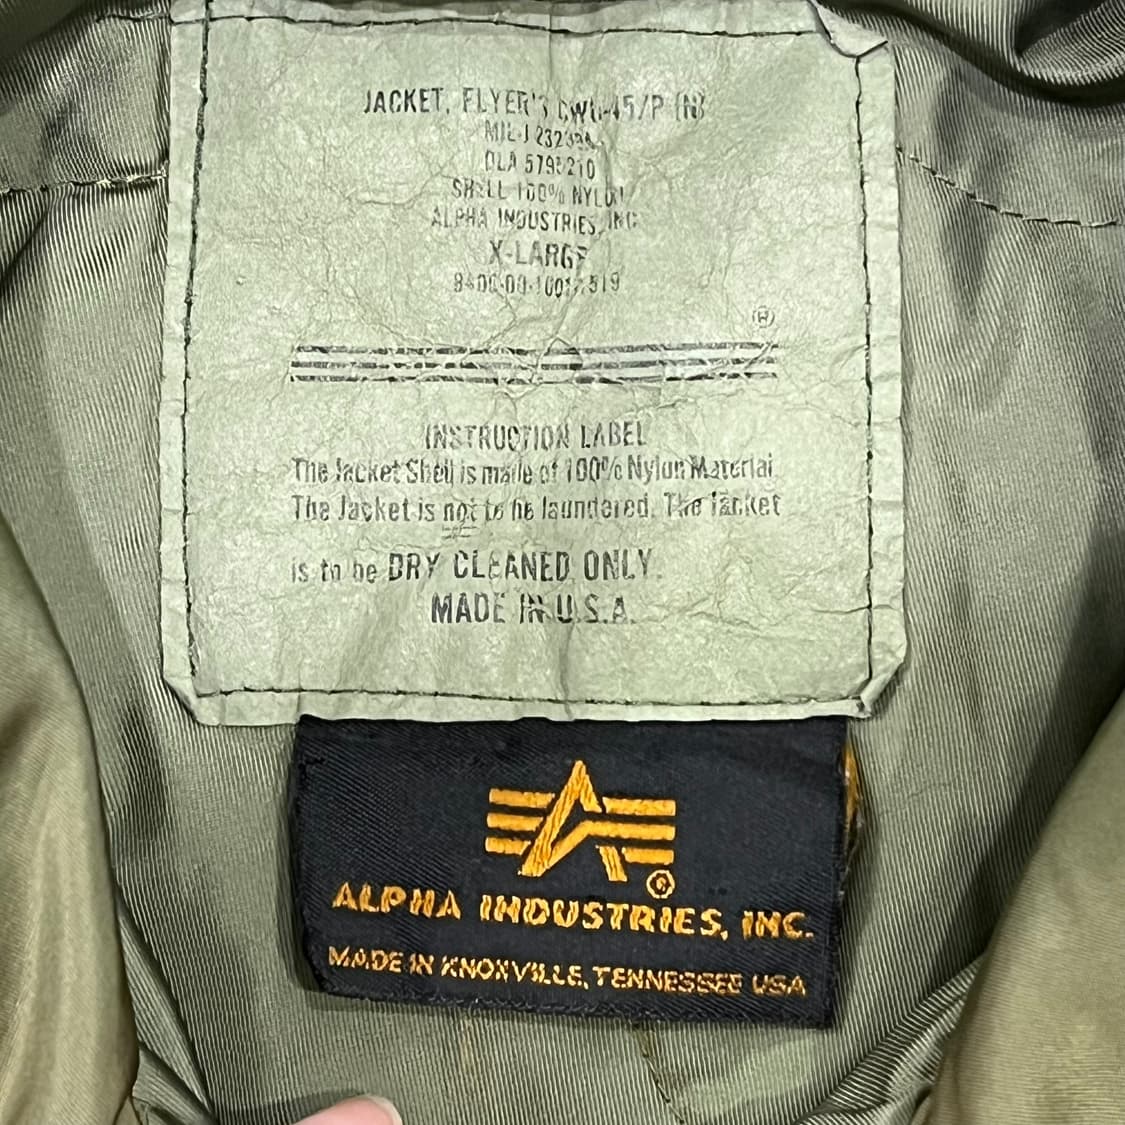 JACKET, FLYER'S CWU-45/P (N)
MIL-J
DLA
SHELL 100% NYLON
ALPHA INDUSTRIES, INC
X-LARGE
®
INSTRUCTION LABEL
The Jacket Shell is made of 100% Nylon Material
The Jacket is not to be laundered. The Jacket
is to be DRY CLEANED ONLY.
MADE IN U.S.A.
®
ALPHA INDUSTRIES, INC.
MADE IN KNOXVILLE, TENNESSEE USA